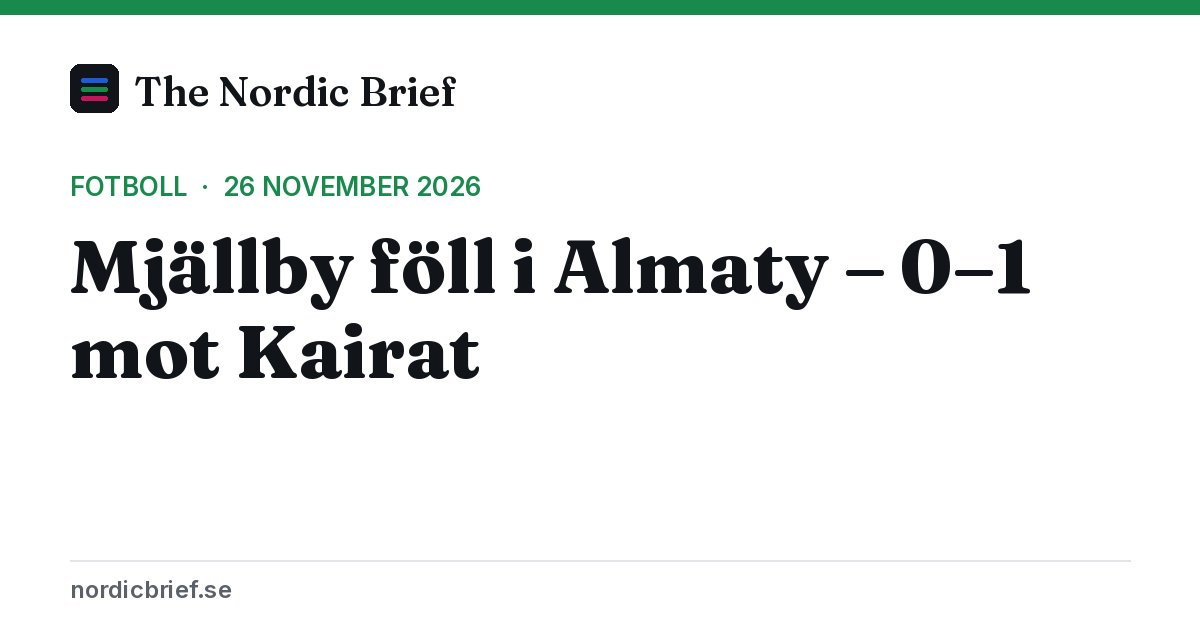 The Nordic Brief
FOTBOLL · 26 NOVEMBER 2026
Mjällby föll i Almaty – 0–1
mot Kairat
nordicbrief.se